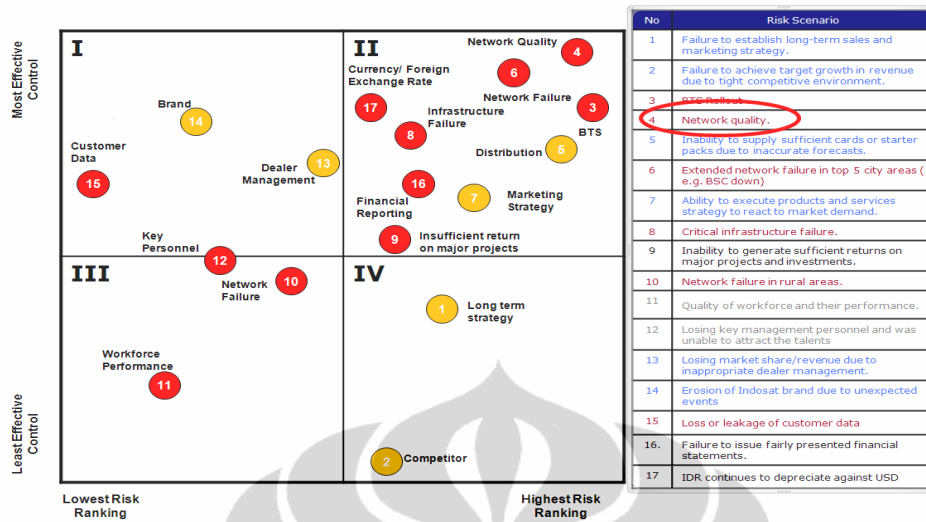 Most Effective
Control
Least Effective
Control
I
II
III
IV
Network Quality
4
Currency/ Foreign
Exchange Rate
6
17
Network Failure
3
Infrastructure
Failure
8
BTS
Brand
14
Customer
Data
15
Dealer
Management
13
Distribution
5
16
Financial
Reporting
7
Marketing
Strategy
9
Insufficient return
on major projects
Key
Personnel
12
Network
Failure
10
1
Long term
strategy
Workforce
Performance
11
2
Competitor
Lowest Risk
Ranking
Highest Risk
Ranking
No Risk Scenario
1 Failure to establish long-term sales and
marketing strategy.
2 Failure to achieve target growth in revenue
due to tight competitive environment.
3 BTS Rollout
4 Network quality.
5 Inability to supply sufficient cards or starter
packs due to inaccurate forecasts.
6 Extended network failure in top 5 city areas (
e.g. BSC down)
7 Ability to execute products and services
strategy to react to market demand.
8 Critical infrastructure failure.
9 Inability to generate sufficient returns on
major projects and investments.
10 Network failure in rural areas.
11 Quality of workforce and their performance.
12 Losing key management personnel and was
unable to attract the talents
13 Losing market share/revenue due to
inappropriate dealer management.
14 Erosion of Indosat brand due to unexpected
events
15 Loss or leakage of customer data
16. Failure to issue fairly presented financial
statements.
17 IDR continues to depreciate against USD